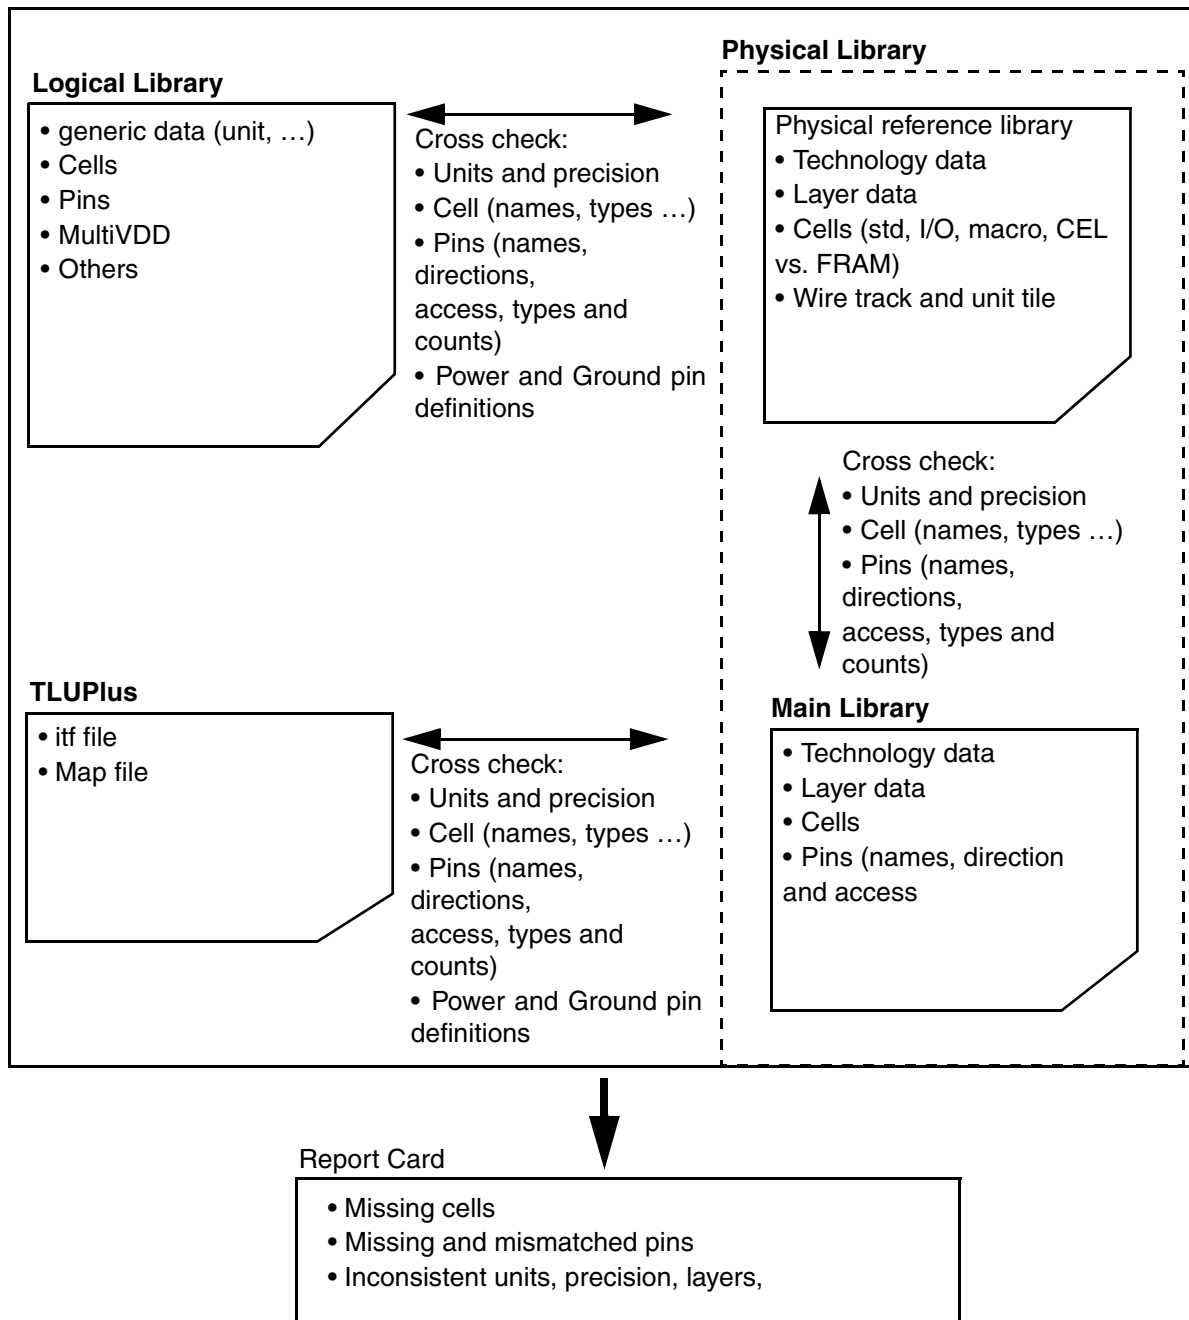 Physical Library
Logical Library
• generic data (unit, …)
• Cells
• Pins
• MultiVDD
• Others
Cross check:
• Units and precision
• Cell (names, types …)
• Pins (names,
directions,
access, types and
counts)
• Power and Ground pin
definitions
Physical reference library
• Technology data
• Layer data
• Cells (std, I/O, macro, CEL
vs. FRAM)
• Wire track and unit tile
Cross check:
• Units and precision
• Cell (names, types …)
• Pins (names,
directions,
access, types and
counts)
TLUPlus
• itf file
• Map file
Cross check:
• Units and precision
• Cell (names, types …)
• Pins (names,
directions,
access, types and
counts)
• Power and Ground pin
definitions
Main Library
• Technology data
• Layer data
• Cells
• Pins (names, direction
and access
Report Card
• Missing cells
• Missing and mismatched pins
• Inconsistent units, precision, layers,